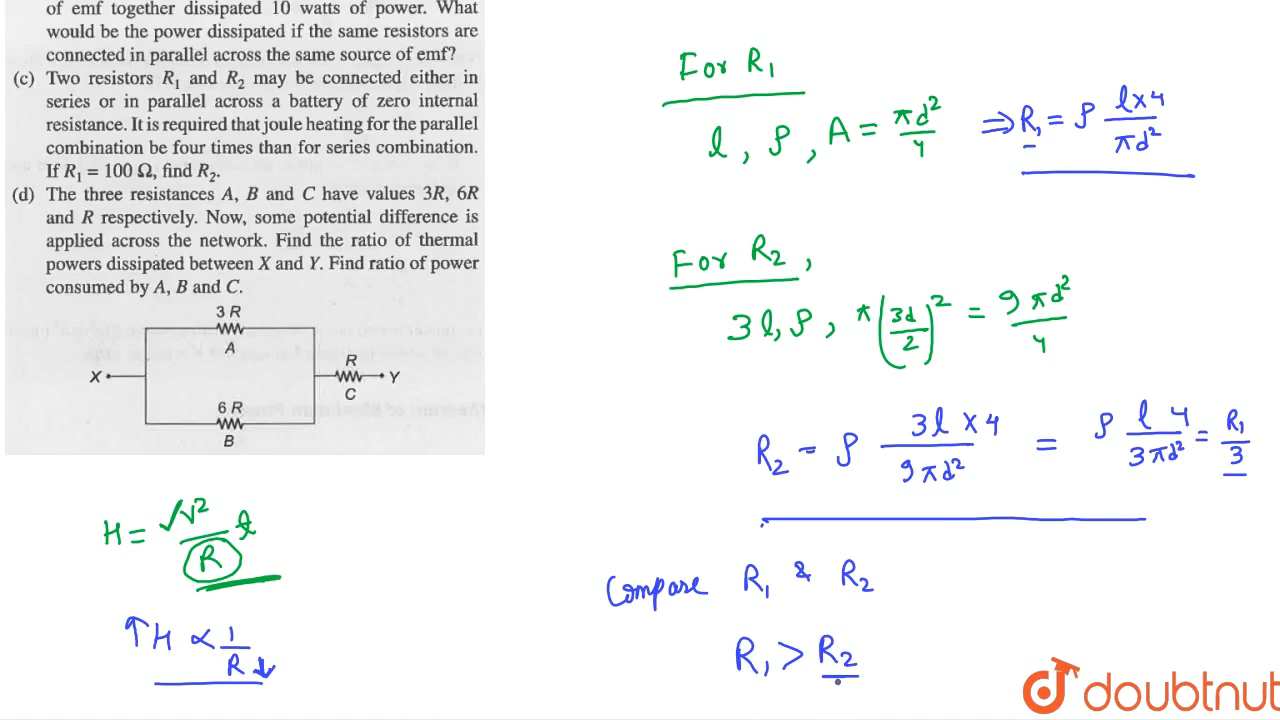 of emf together dissipated 10 watts of power. What
would be the power dissipated if the same resistors are
connected in parallel across the same source of emf?
(c) Two resistors R₁ and R₂ may be connected either in
series or in parallel across a battery of zero internal
resistance. It is required that joule heating for the parallel
combination be four times than for series combination.
If R₁ = 100 Ω, find R₂.
(d) The three resistances A, B and C have values 3R, 6R
and R respectively. Now, some potential difference is
applied across the network. Find the ratio of thermal
powers dissipated between X and Y. Find ratio of power
consumed by A, B and C.
3 R
A
X
R
Y
C
6 R
B
H = √V²/R t
↑H ∝ 1/R ↓
For R₁
l, ρ, A = πd²/4 ⇒ R₁ = ρ l×4/πd²
For R₂,
3l, ρ, π(3d/2)² = 9πd²/4
R₂ = ρ 3l×4/9πd² = ρ l 4/3πd² = R₁/3
Compare R₁ & R₂
R₁ > R₂
doubtnut